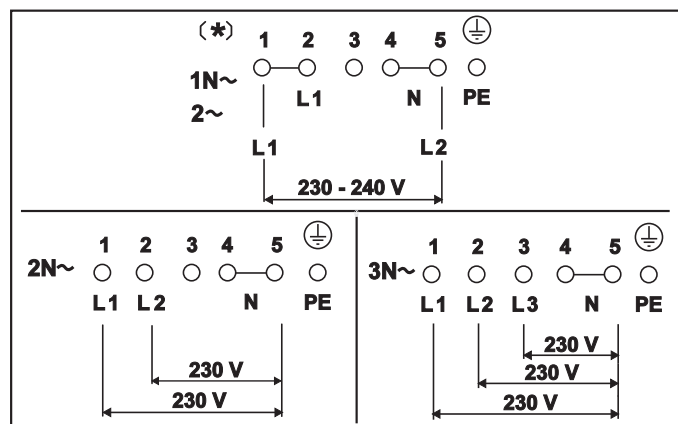 (*) 1 2 3 4 5
1N~ L1 N PE
2~
L1 L2
230 - 240 V
1 2 3 4 5
2N~
L1 L2 N PE
230 V
230 V
1 2 3 4 5
3N~
L1 L2 L3 N PE
230 V
230 V
230 V